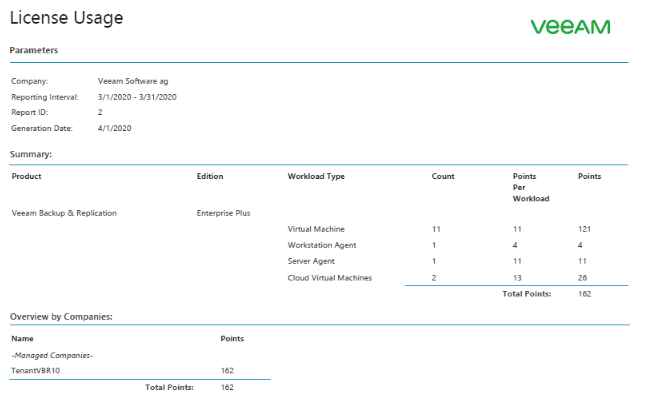 License Usage
veeAM
Parameters
Company: Veeam Software ag
Reporting Interval: 3/1/2020 - 3/31/2020
Report ID: 2
Generation Date: 4/1/2020
Summary:
Product Edition Workload Type Count Points Per Workload Points
Veeam Backup & Replication Enterprise Plus
Virtual Machine 11 11 121
Workstation Agent 1 4 4
Server Agent 1 11 11
Cloud Virtual Machines 2 13 26
Total Points: 162
Overview by Companies:
Name Points
-Managed Companies-
TenantVBR10 162
Total Points: 162